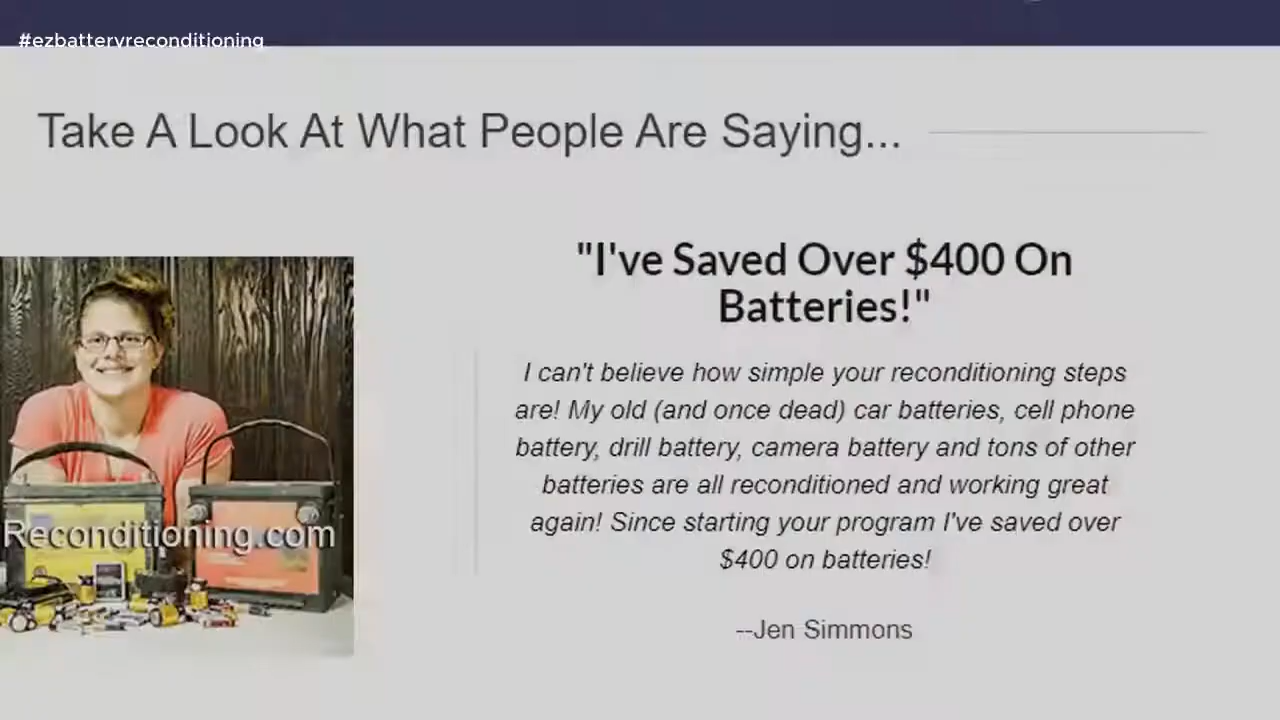 #ezbatteryreconditioning
Take A Look At What People Are Saying...
"I've Saved Over $400 On
Batteries!"
I can't believe how simple your reconditioning steps
are! My old (and once dead) car batteries, cell phone
battery, drill battery, camera battery and tons of other
batteries are all reconditioned and working great
again! Since starting your program I've saved over
$400 on batteries!
--Jen Simmons
Reconditioning.com